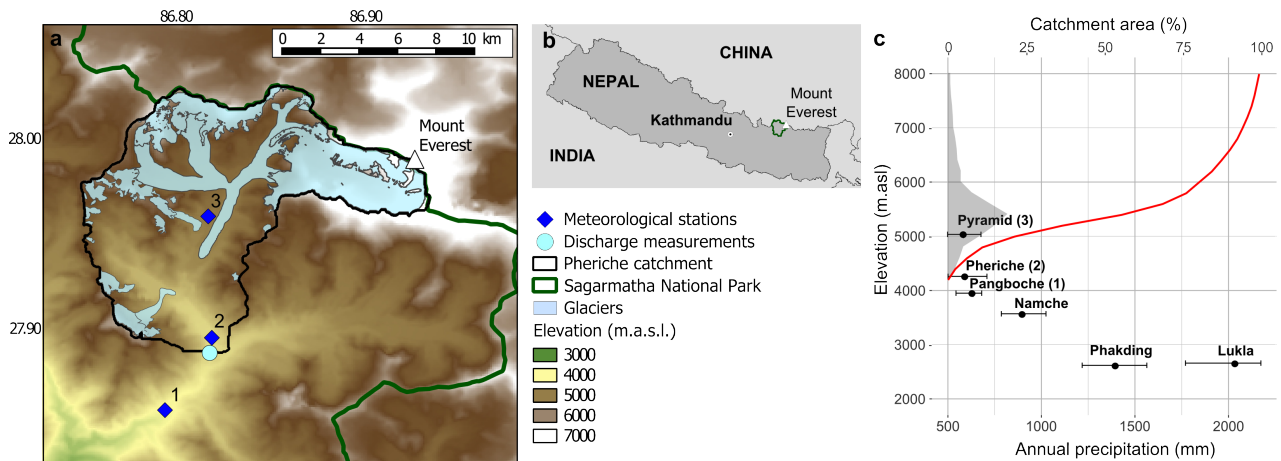 86.80
86.90
a
0 2 4 6 8 10 km
28.00
Mount
Everest
3
27.90
2
1
b
CHINA
NEPAL
Mount
Everest
Kathmandu
INDIA
Meteorological stations
Discharge measurements
Pheriche catchment
Sagarmatha National Park
Glaciers
Elevation (m.a.s.l.)
3000
4000
5000
6000
7000
c
Catchment area (%)
0 25 50 75 100
Elevation (m.asl)
8000
7000
6000
5000
4000
3000
2000
Pyramid (3)
Pheriche (2)
Pangboche (1)
Namche
Phakding
Lukla
500 1000 1500 2000
Annual precipitation (mm)